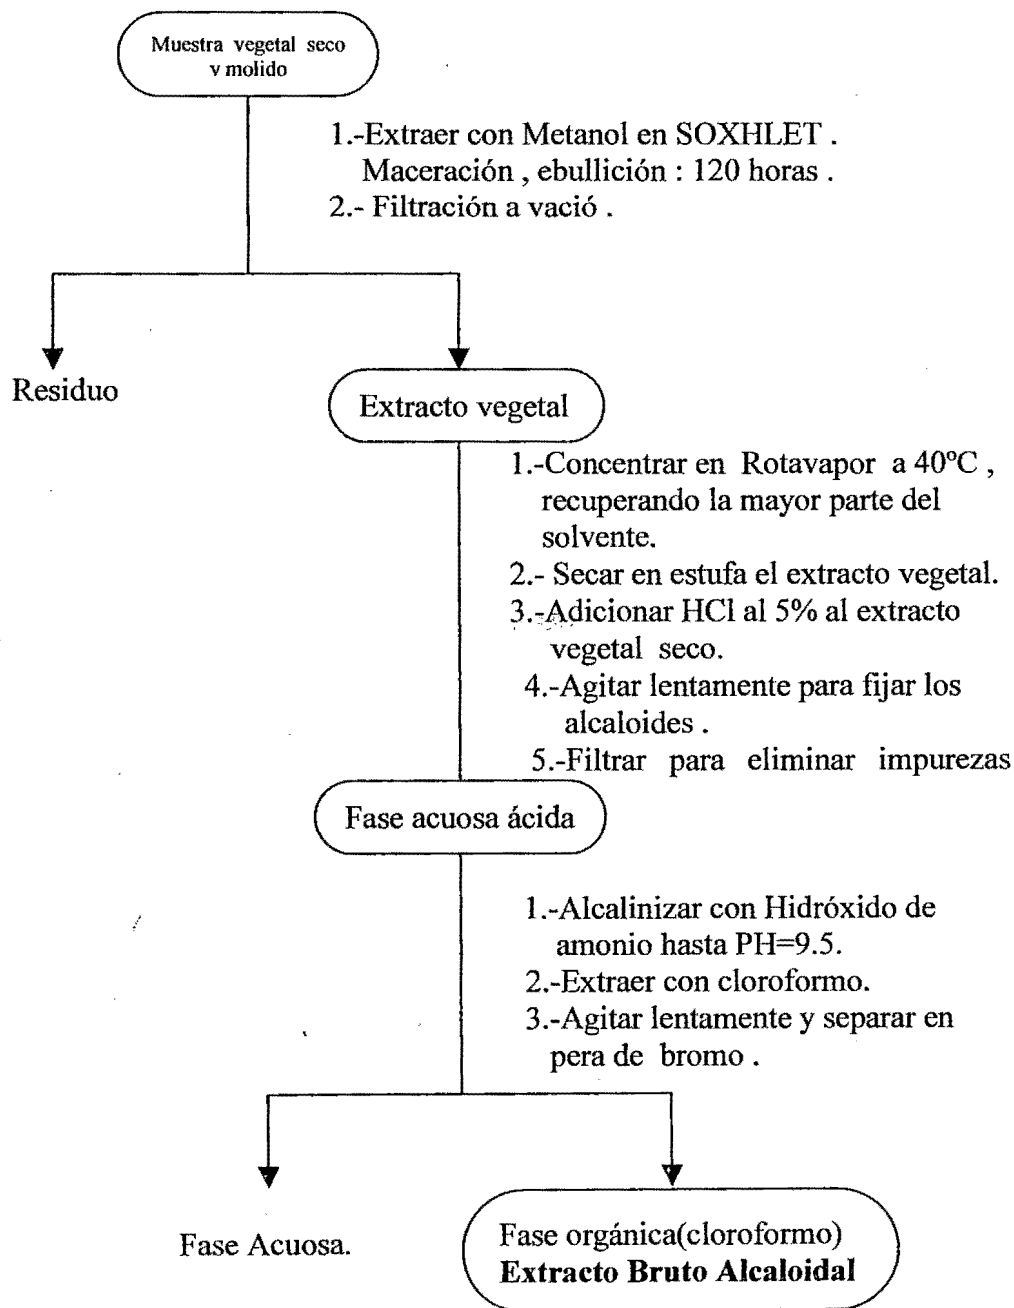 Muestra vegetal seco
y molido
1.-Extraer con Metanol en SOXHLET .
Maceración , ebullición : 120 horas .
2.- Filtración a vació .
Residuo
Extracto vegetal
1.-Concentrar en Rotavapor a 40ºC ,
recuperando la mayor parte del
solvente.
2.- Secar en estufa el extracto vegetal.
3.-Adicionar HCl al 5% al extracto
vegetal seco.
4.-Agitar lentamente para fijar los
alcaloides .
5.-Filtrar para eliminar impurezas
Fase acuosa ácida
1.-Alcalinizar con Hidróxido de
amonio hasta PH=9.5.
2.-Extraer con cloroformo.
3.-Agitar lentamente y separar en
pera de bromo .
Fase Acuosa.
Fase orgánica(cloroformo)
Extracto Bruto Alcaloidal